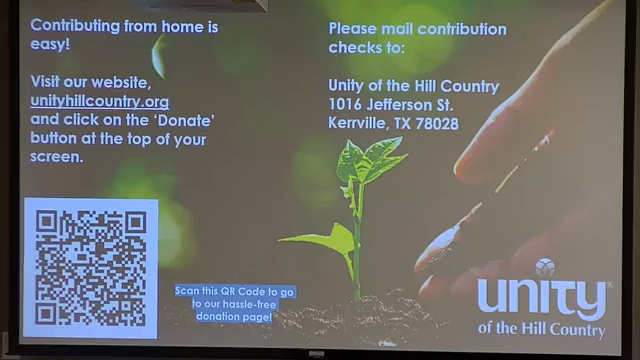 Contributing from home is
easy!
Visit our website,
unityhillcountry.org
and click on the ‘Donate’
button at the top of your
screen.
Please mail contribution
checks to:
Unity of the Hill Country
1016 Jefferson St.
Kerrville, TX 78028
Scan this QR Code to go
to our hassle-free
donation page!
unity®
of the Hill Country